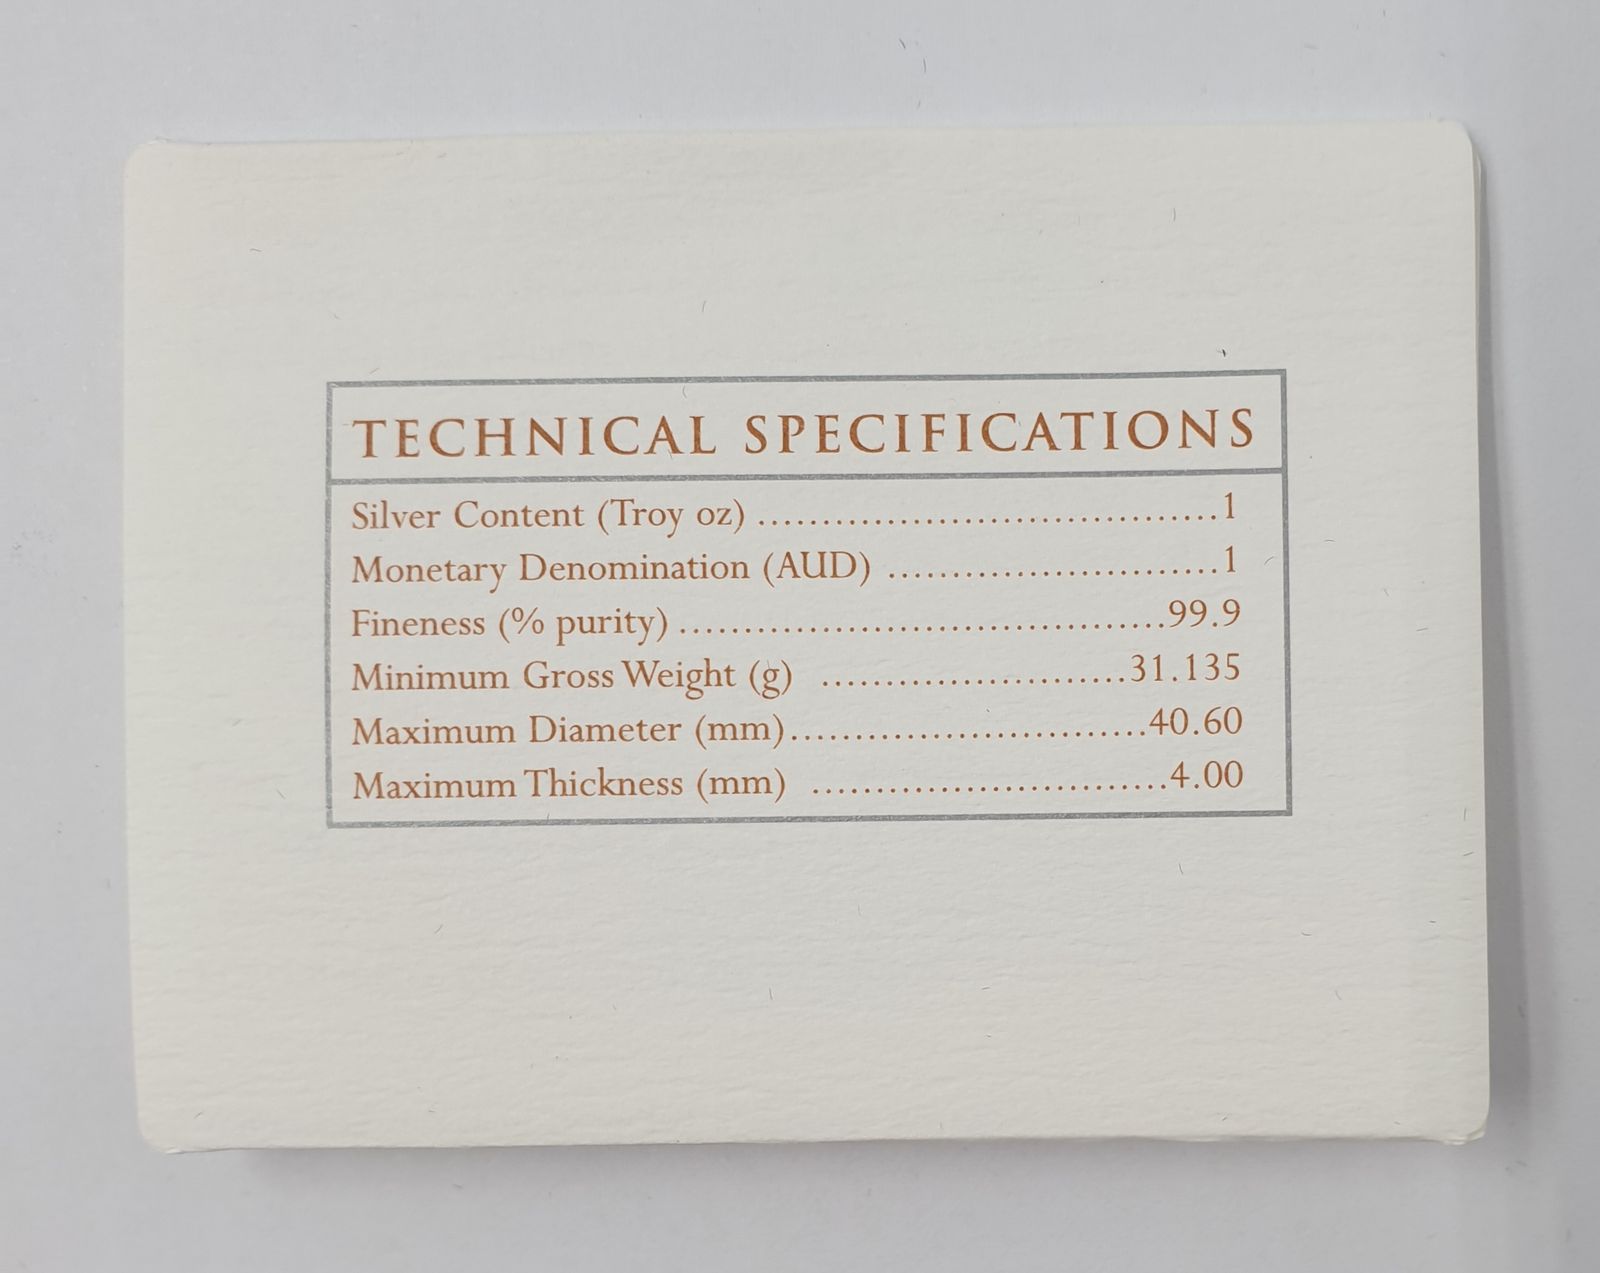 TECHNICAL SPECIFICATIONS
Silver Content (Troy oz) ....................................1
Monetary Denomination (AUD) ..........................1
Fineness (% purity) ......................................99.9
Minimum Gross Weight (g) ........................31.135
Maximum Diameter (mm)............................40.60
Maximum Thickness (mm) ............................4.00